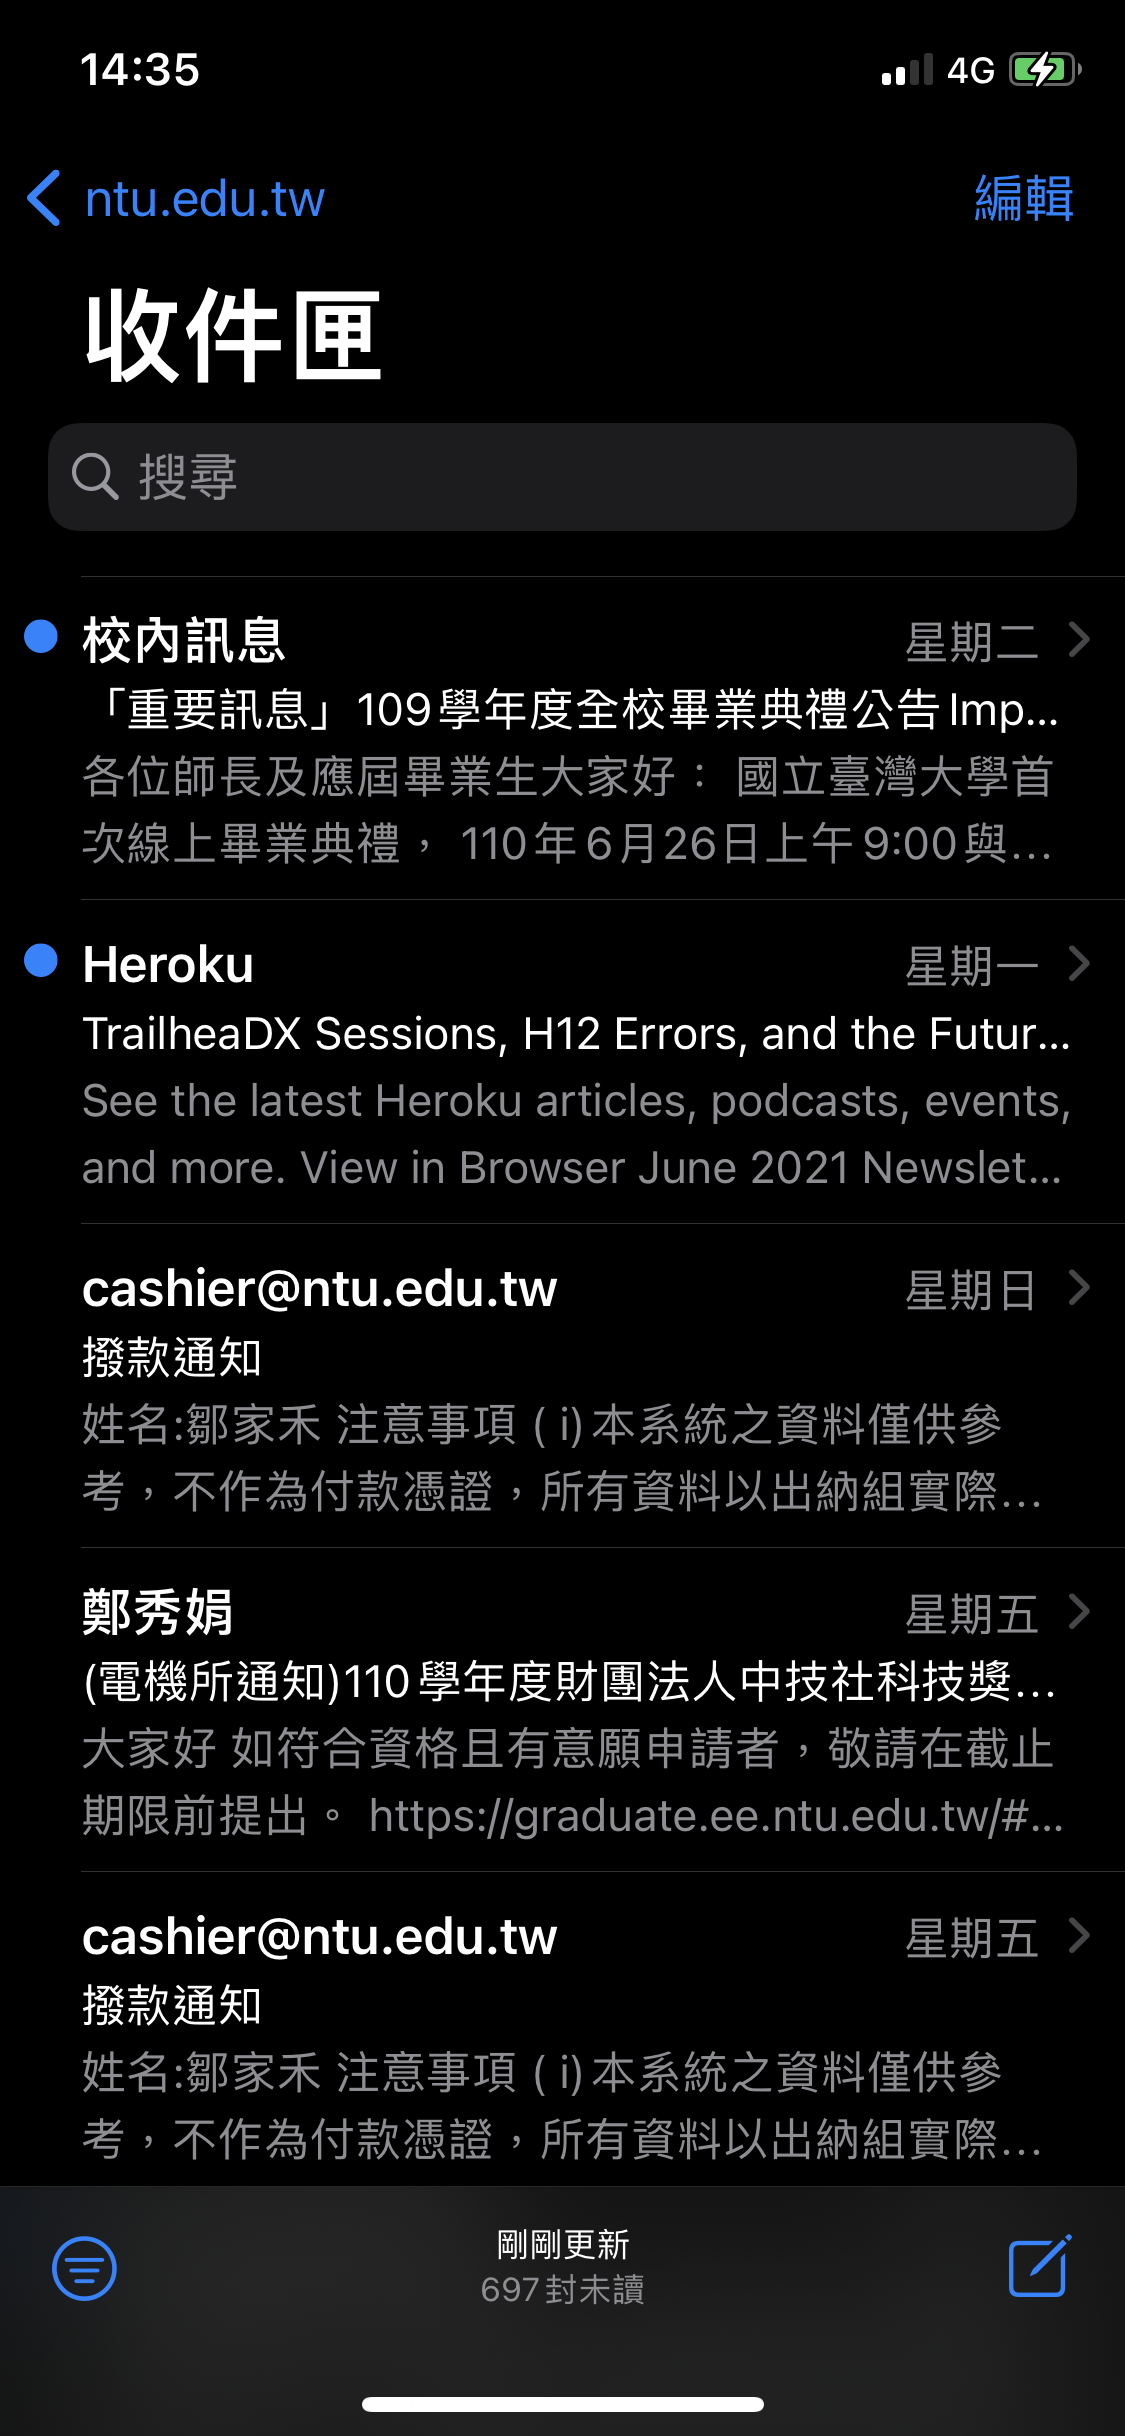 14:35
4G
ntu.edu.tw
編輯
收件匣
搜尋
校內訊息
星期二
「重要訊息」109學年度全校畢業典禮公告Imp...
各位師長及應屆畢業生大家好： 國立臺灣大學首
次線上畢業典禮， 110年6月26日上午9:00與...
Heroku
星期一
TrailheaDX Sessions, H12 Errors, and the Futur...
See the latest Heroku articles, podcasts, events,
and more. View in Browser June 2021 Newslet...
cashier@ntu.edu.tw
星期日
撥款通知
姓名:鄒家禾 注意事項 ( i)本系統之資料僅供參
考，不作為付款憑證，所有資料以出納組實際...
鄭秀娟
星期五
(電機所通知)110學年度財團法人中技社科技獎...
大家好 如符合資格且有意願申請者，敬請在截止
期限前提出。 https://graduate.ee.ntu.edu.tw/#...
cashier@ntu.edu.tw
星期五
撥款通知
姓名:鄒家禾 注意事項 ( i)本系統之資料僅供參
考，不作為付款憑證，所有資料以出納組實際...
剛剛更新
697封未讀